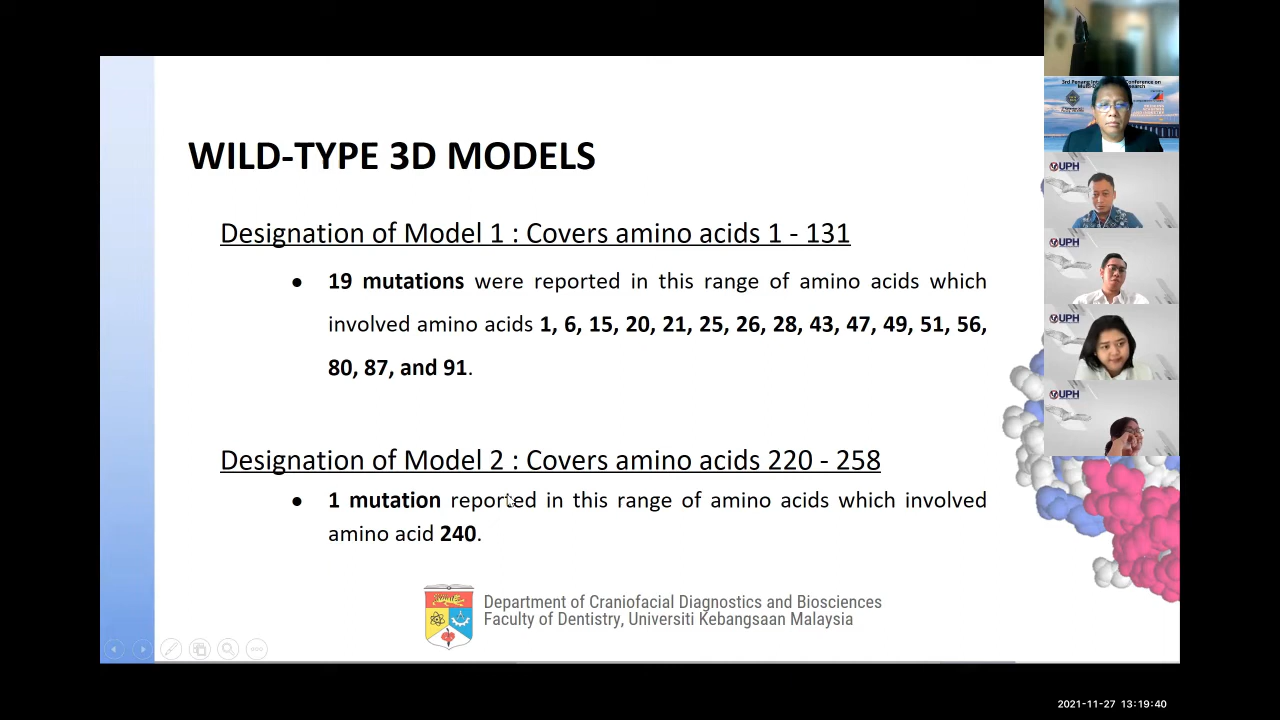 WILD-TYPE 3D MODELS
Designation of Model 1 : Covers amino acids 1 - 131
● 19 mutations were reported in this range of amino acids which
involved amino acids 1, 6, 15, 20, 21, 25, 26, 28, 43, 47, 49, 51, 56,
80, 87, and 91.
Designation of Model 2 : Covers amino acids 220 - 258
● 1 mutation reported in this range of amino acids which involved
amino acid 240.
Department of Craniofacial Diagnostics and Biosciences
Faculty of Dentistry, Universiti Kebangsaan Malaysia
UPH
UPH
UPH
UPH
2021-11-27 13:19:40